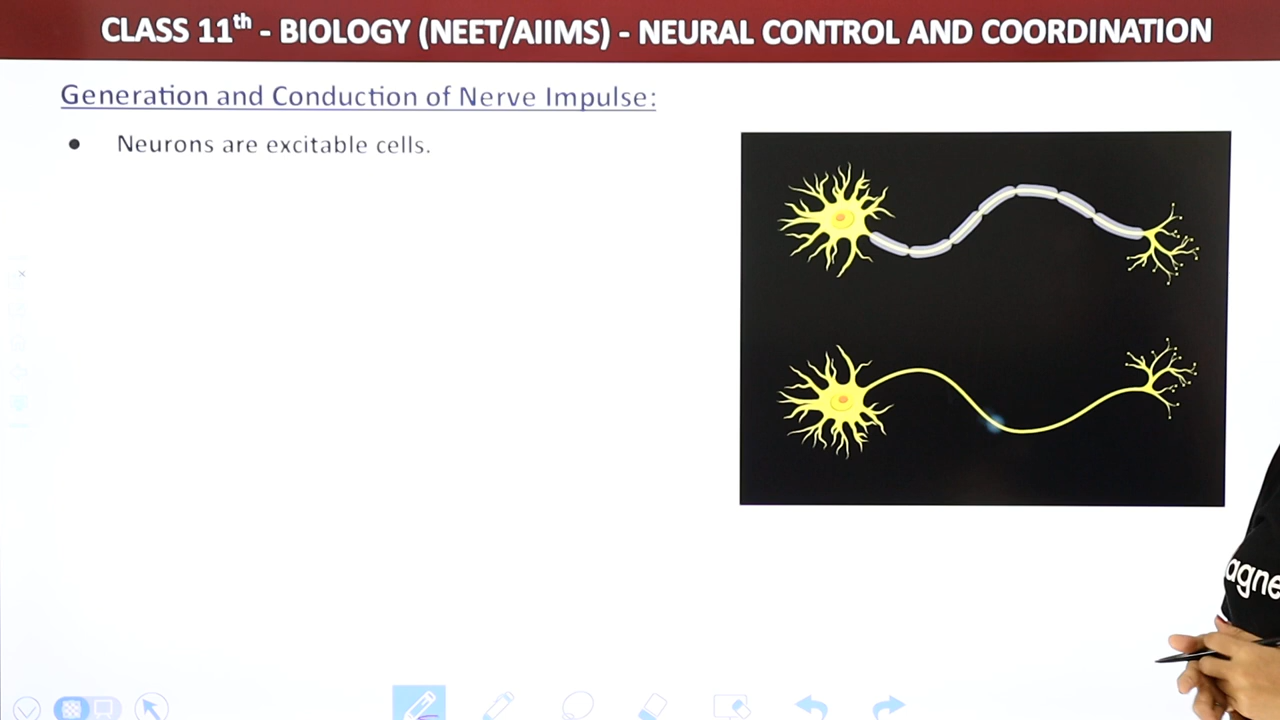 CLASS 11th - BIOLOGY (NEET/AIIMS) - NEURAL CONTROL AND COORDINATION
Generation and Conduction of Nerve Impulse:
● Neurons are excitable cells.
agne